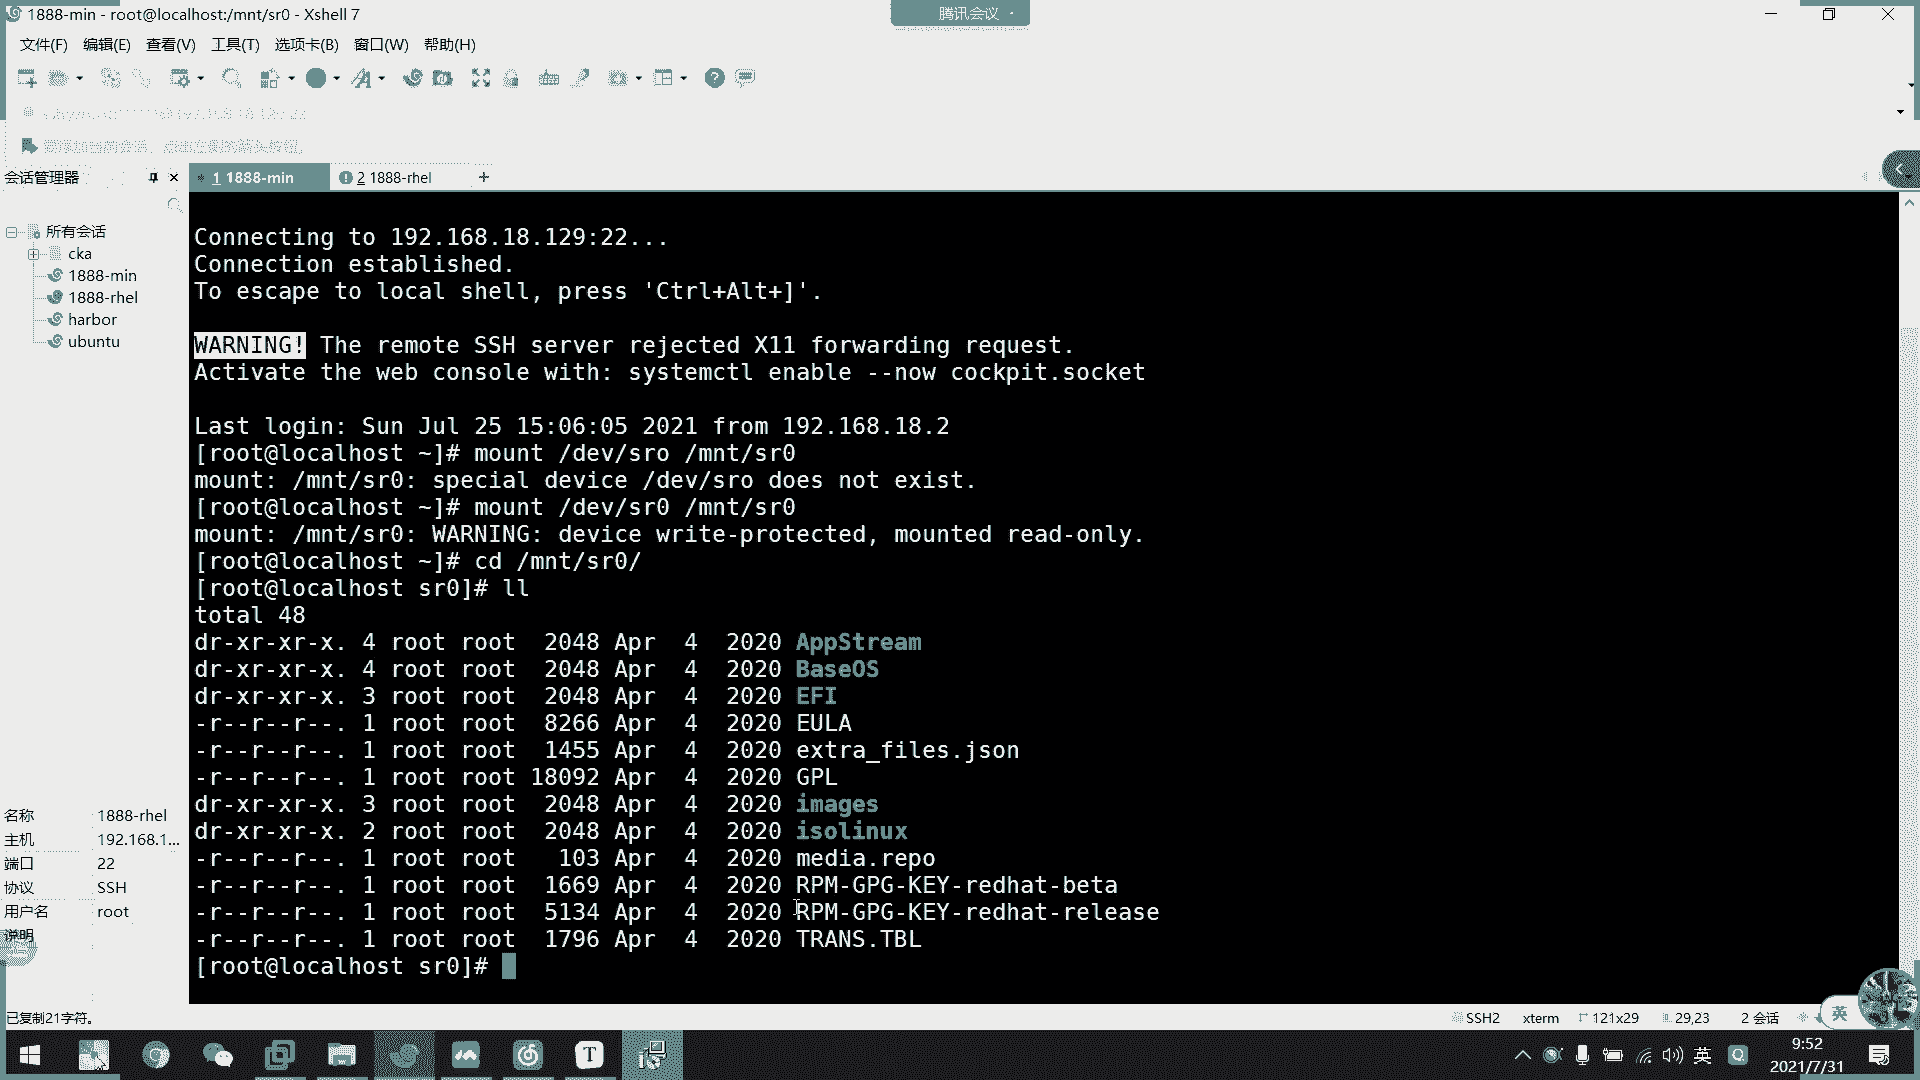 1888-min - root@localhost:/mnt/sr0 - Xshell 7
腾讯会议
文件(F) 编辑(E) 查看(V) 工具(T) 选项卡(B) 窗口(W) 帮助(H)
会话管理器
1 1888-min
2 1888-rhel
所有会话
cka
1888-min
1888-rhel
harbor
ubuntu
名称 1888-rhel
主机 192.168.1...
端口 22
协议 SSH
用户名 root
说明
Connecting to 192.168.18.129:22...
Connection established.
To escape to local shell, press 'Ctrl+Alt+]'.
WARNING! The remote SSH server rejected X11 forwarding request.
Activate the web console with: systemctl enable --now cockpit.socket
Last login: Sun Jul 25 15:06:05 2021 from 192.168.18.2
[root@localhost ~]# mount /dev/sro /mnt/sr0
mount: /mnt/sr0: special device /dev/sro does not exist.
[root@localhost ~]# mount /dev/sr0 /mnt/sr0
mount: /mnt/sr0: WARNING: device write-protected, mounted read-only.
[root@localhost ~]# cd /mnt/sr0/
[root@localhost sr0]# ll
total 48
dr-xr-xr-x. 4 root root  2048 Apr  4  2020 AppStream
dr-xr-xr-x. 4 root root  2048 Apr  4  2020 BaseOS
dr-xr-xr-x. 3 root root  2048 Apr  4  2020 EFI
-r--r--r--. 1 root root  8266 Apr  4  2020 EULA
-r--r--r--. 1 root root  1455 Apr  4  2020 extra_files.json
-r--r--r--. 1 root root 18092 Apr  4  2020 GPL
dr-xr-xr-x. 3 root root  2048 Apr  4  2020 images
dr-xr-xr-x. 2 root root  2048 Apr  4  2020 isolinux
-r--r--r--. 1 root root   103 Apr  4  2020 media.repo
-r--r--r--. 1 root root  1669 Apr  4  2020 RPM-GPG-KEY-redhat-beta
-r--r--r--. 1 root root  5134 Apr  4  2020 RPM-GPG-KEY-redhat-release
-r--r--r--. 1 root root  1796 Apr  4  2020 TRANS.TBL
[root@localhost sr0]#
已复制21字符。
SSH2 xterm 121x29 29,23 2 会话
英
英
9:52
2021/7/31